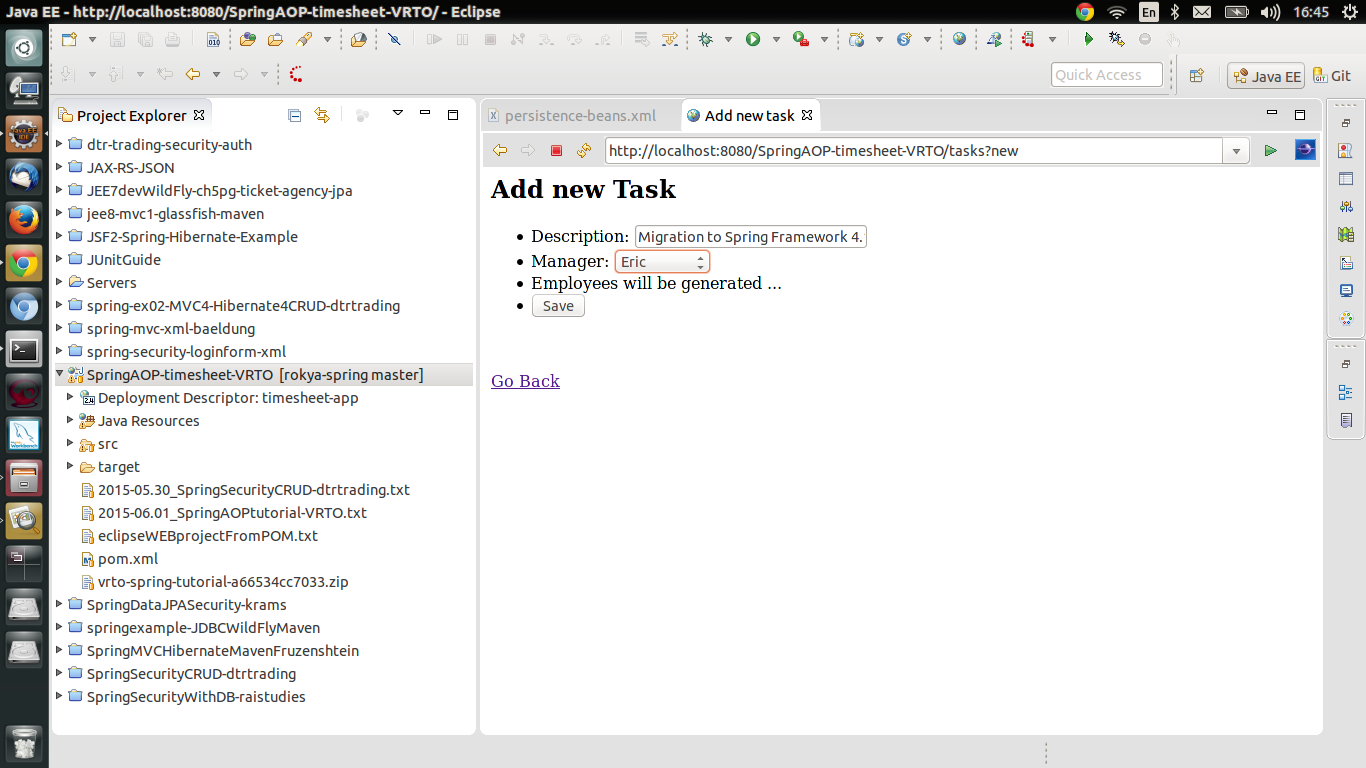 Java EE - http://localhost:8080/SpringAOP-timesheet-VRTO/ - Eclipse
En
16:45
010
Quick Access
Java EE
GIT
Git
Project Explorer
persistence-beans.xml
Add new task
http://localhost:8080/SpringAOP-timesheet-VRTO/tasks?new
dtr-trading-security-auth
JAX-RS-JSON
JEE7devWildFly-ch5pg-ticket-agency-jpa
jee8-mvc1-glassfish-maven
JSF2-Spring-Hibernate-Example
JUnitGuide
Servers
spring-ex02-MVC4-Hibernate4CRUD-dtrtrading
spring-mvc-xml-baeldung
spring-security-loginform-xml
SpringAOP-timesheet-VRTO [rokya-spring master]
Deployment Descriptor: timesheet-app
Java Resources
src
target
2015-05.30_SpringSecurityCRUD-dtrtrading.txt
2015-06.01_SpringAOPtutorial-VRTO.txt
eclipseWEBprojectFromPOM.txt
pom.xml
vrto-spring-tutorial-a66534cc7033.zip
SpringDataJPASecurity-krams
springexample-JDBCWildFlyMaven
SpringMVCHibernateMavenFruzenshtein
SpringSecurityCRUD-dtrtrading
SpringSecurityWithDB-raistudies
Add new Task
Description: Migration to Spring Framework 4.
Manager: Eric
Employees will be generated ...
Save
Go Back